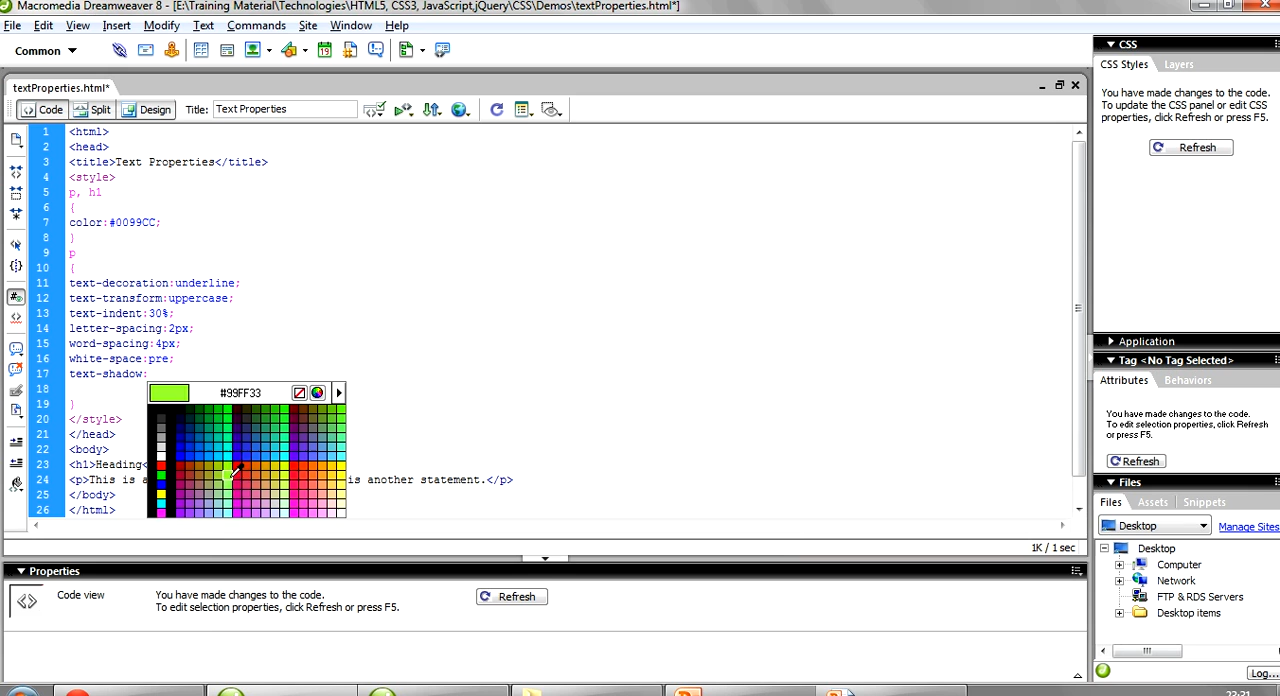 Macromedia Dreamweaver 8 - [E:\Training Material\Technologies\HTML5, CSS3, JavaScript,jQuery\CSS\Demos\textProperties.html*]
File Edit View Insert Modify Text Commands Site Window Help
Common
textProperties.html*
Code Split Design Title: Text Properties
1 <html>
2 <head>
3 <title>Text Properties</title>
4 <style>
5 p, h1
6 {
7 color:#0099CC;
8 }
9 p
10 {
11 text-decoration:underline;
12 text-transform:uppercase;
13 text-indent:30%;
14 letter-spacing:2px;
15 word-spacing:4px;
16 white-space:pre;
17 text-shadow:
18
19 }
20 </style>
21 </head>
22 <body>
23 <h1>Heading<
24 <p>This is a is another statement.</p>
25 </body>
26 </html>
#99FF33
1K / 1 sec
Properties
Code view
You have made changes to the code.
To edit selection properties, click Refresh or press F5.
Refresh
CSS
CSS Styles Layers
You have made changes to the code.
To update the CSS panel or edit CSS
properties, click Refresh or press F5.
Refresh
Application
Tag <No Tag Selected>
Attributes Behaviors
You have made changes to the code.
To edit selection properties, click Refresh
or press F5.
Refresh
Files
Files Assets Snippets
Desktop Manage Sites
Desktop
Computer
Network
FTP & RDS Servers
Desktop items
Log...